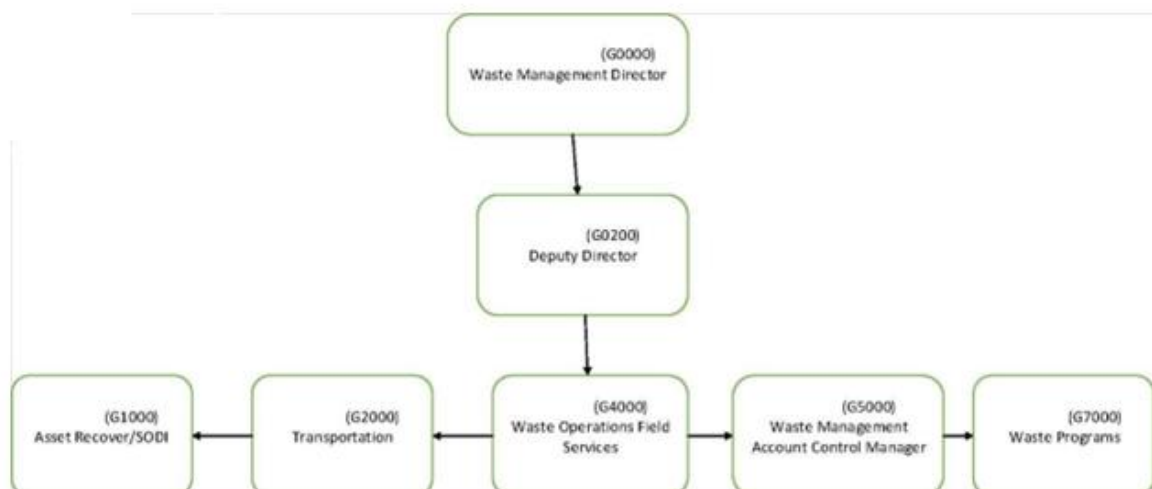 (G0000)
Waste Management Director
(G0200)
Deputy Director
(G1000)
Asset Recover/SODI
(G2000)
Transportation
(G4000)
Waste Operations Field
Services
(G5000)
Waste Management
Account Control Manager
(G7000)
Waste Programs